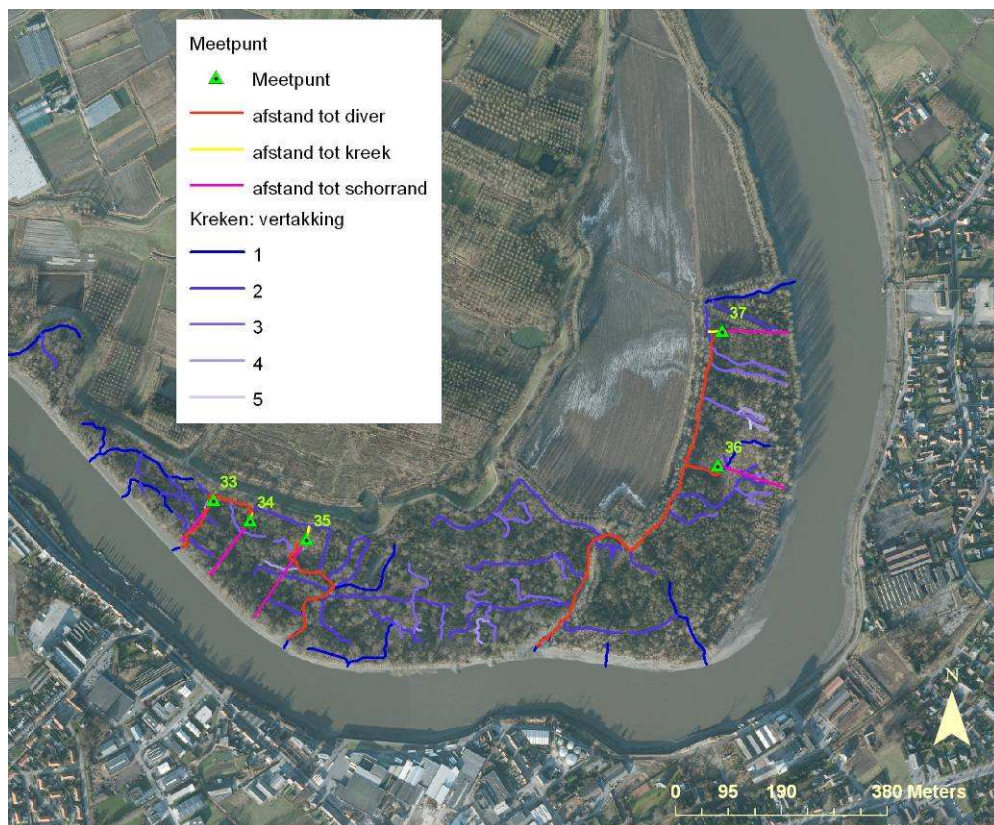 Meetpunt
Meetpunt
afstand tot diver
afstand tot kreek
afstand tot schorrand
Kreken: vertakking
1
2
3
4
5
37
36
33
34
35
N
0 95 190 380 Meters